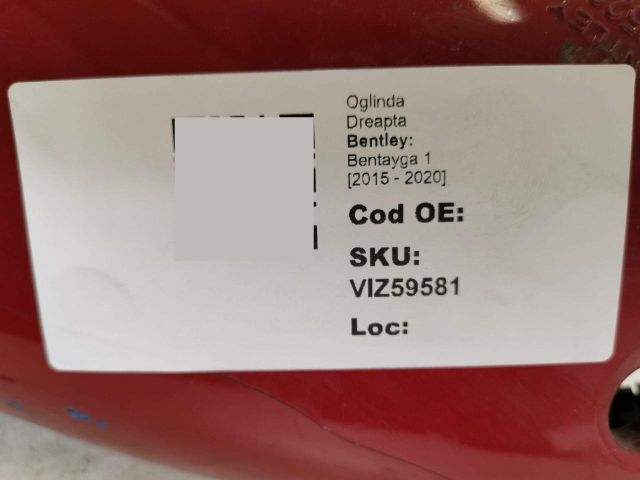 Oglinda
Dreapta
Bentley:
Bentayga 1
[2015 - 2020]
Cod OE:
SKU:
VIZ59581
Loc: